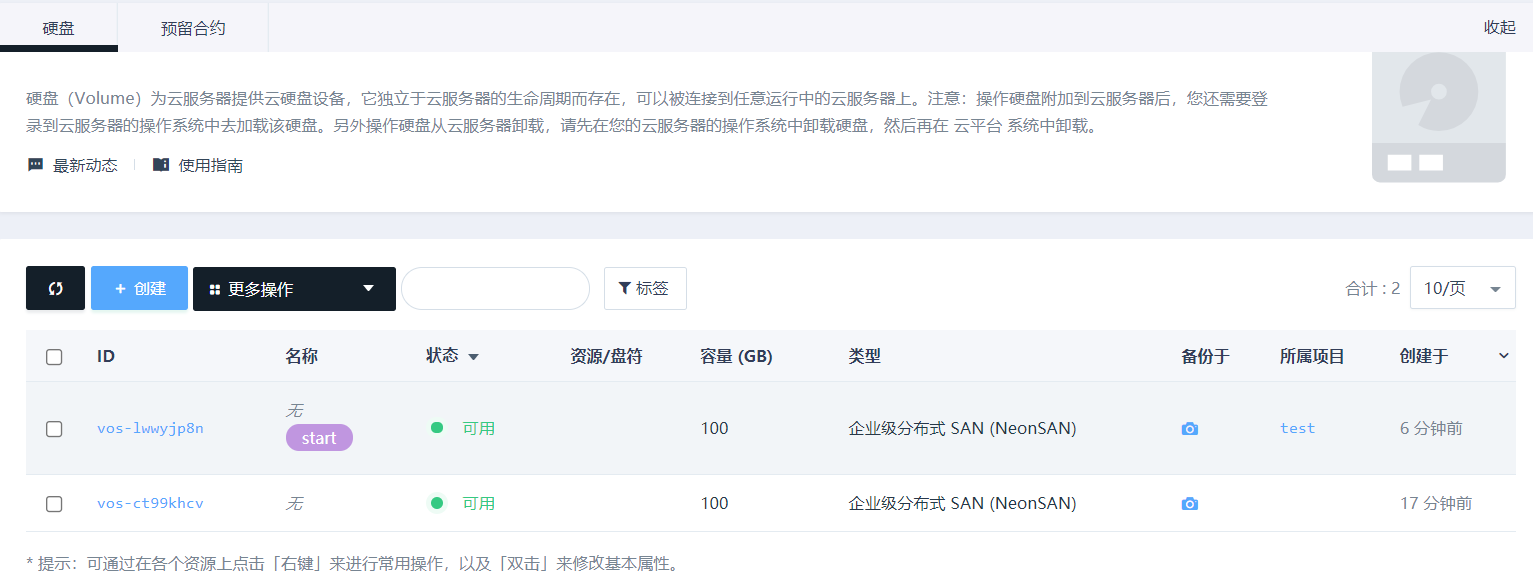 硬盘 预留合约 收起
硬盘（Volume）为云服务器提供云硬盘设备，它独立于云服务器的生命周期而存在，可以被连接到任意运行中的云服务器上。注意：操作硬盘附加到云服务器后，您还需要登
录到云服务器的操作系统中去加载该硬盘。另外操作硬盘从云服务器卸载，请先在您的云服务器的操作系统中卸载硬盘，然后再在 云平台 系统中卸载。
最新动态 使用指南
+ 创建 更多操作 标签 合计 : 2 10/页
ID 名称 状态 资源/盘符 容量 (GB) 类型 备份于 所属项目 创建于
vos-lwwyjp8n 无 start 可用 100 企业级分布式 SAN (NeonSAN) test 6 分钟前
vos-ct99khcv 无 可用 100 企业级分布式 SAN (NeonSAN) 17 分钟前
* 提示：可通过在各个资源上点击「右键」来进行常用操作，以及「双击」来修改基本属性。